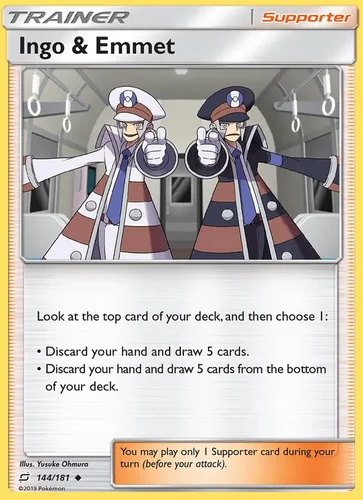 TRAINER
Supporter
Ingo & Emmet
Look at the top card of your deck, and then choose 1:
• Discard your hand and draw 5 cards.
• Discard your hand and draw 5 cards from the bottom
of your deck.
Illus. Yusuke Ohmura
144/181
©2019 Pokémon
You may play only 1 Supporter card during your
turn (before your attack).